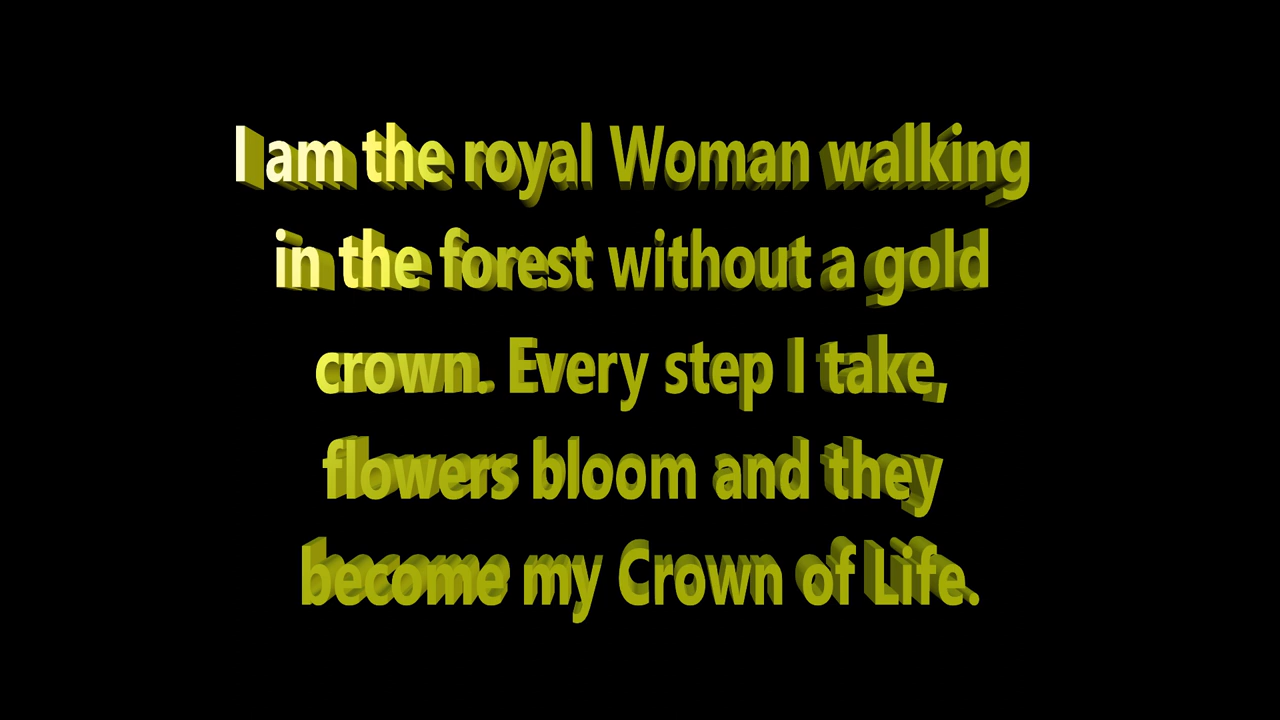 I am the royal Woman walking
in the forest without a gold
crown. Every step I take,
flowers bloom and they
become my Crown of Life.